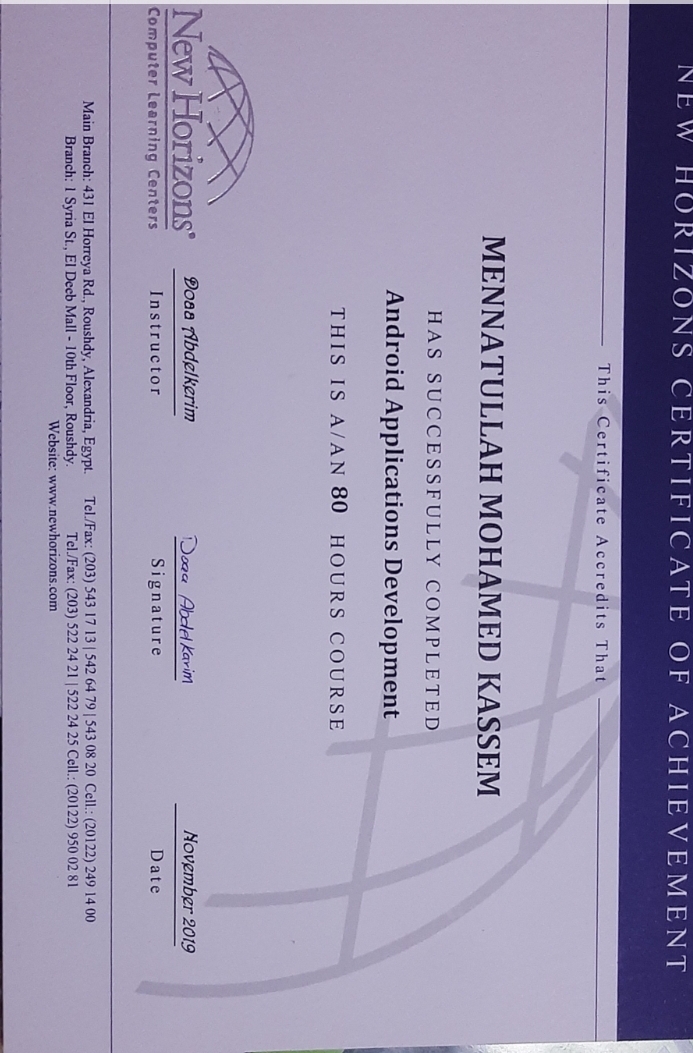 NEW HORIZONS CERTIFICATE OF ACHIEVEMENT
This Certificate Accredits That
MENNATULLAH MOHAMED KASSEM
HAS SUCCESSFULLY COMPLETED
Android Applications Development
THIS IS A/AN 80 HOURS COURSE
New Horizons®
Computer Learning Centers
Doaa Abdelkerim
Instructor
Doaa Abdelkarim
Signature
November 2019
Date
Main Branch: 431 El Horreya Rd., Roushdy, Alexandria, Egypt. Tel./Fax: (203) 543 17 13 | 542 64 79 | 543 08 20 Cell.: (20122) 249 14 00
Branch: 1 Syria St., El Deeb Mall - 10th Floor, Roushdy. Tel./Fax: (203) 522 24 21 | 522 24 25 Cell.: (20122) 950 02 81
Website: www.newhorizons.com